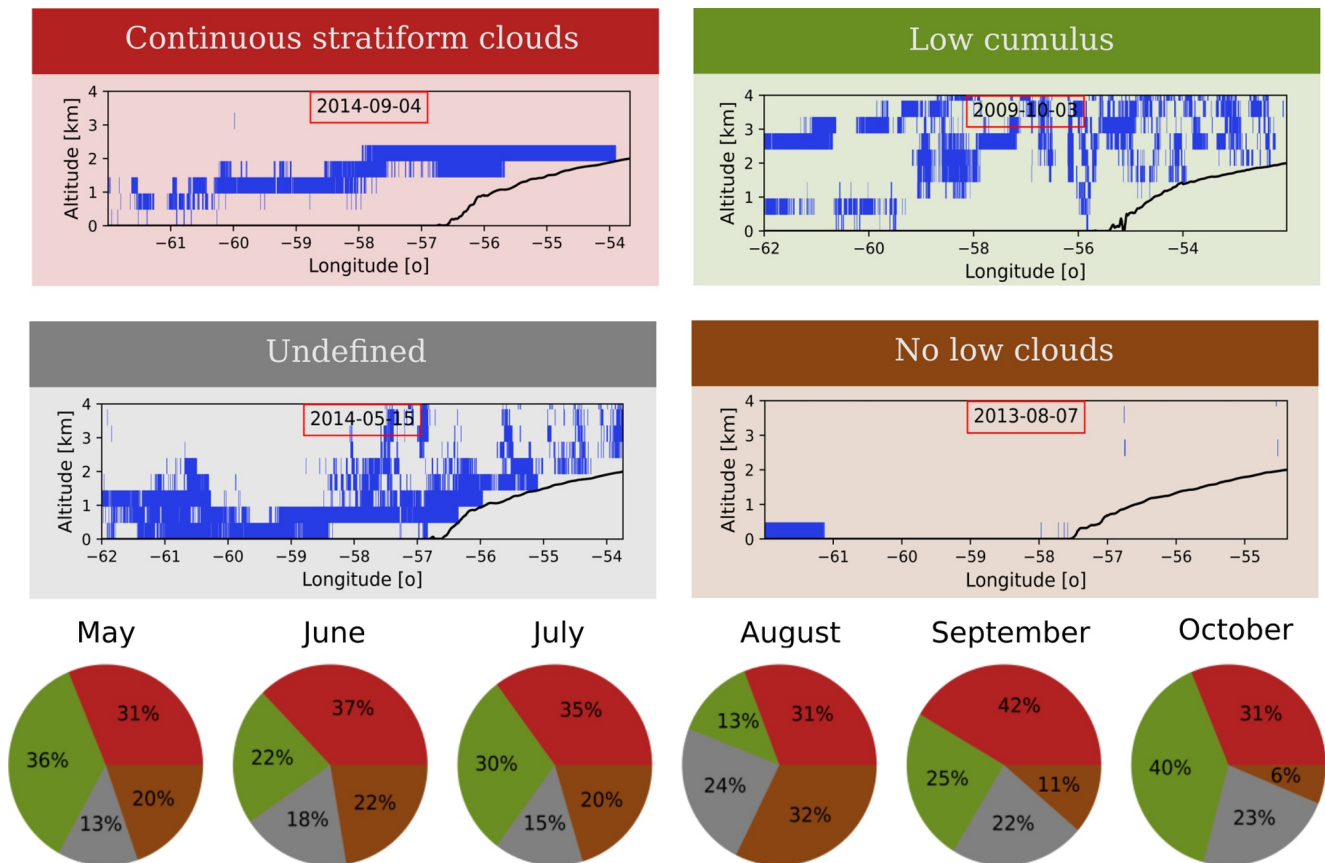 Continuous stratiform clouds
Low cumulus
2014-09-04
Altitude [km]
4
3
2
1
0
−61 −60 −59 −58 −57 −56 −55 −54
Longitude [o]
2009-10-03
Altitude [km]
4
3
2
1
0
−62 −60 −58 −56 −54
Longitude [o]
Undefined
No low clouds
2014-05-15
Altitude [km]
4
3
2
1
0
−62 −61 −60 −59 −58 −57 −56 −55 −54
Longitude [o]
2013-08-07
Altitude [km]
4
3
2
1
0
−61 −60 −59 −58 −57 −56 −55
Longitude [o]
May
31%
36%
13%
20%
June
37%
22%
18%
22%
July
35%
30%
15%
20%
August
31%
13%
24%
32%
September
42%
25%
22%
11%
October
31%
40%
23%
6%